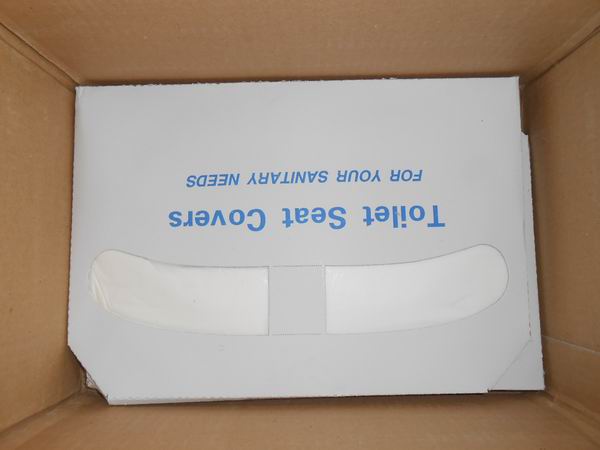 Toilet Seat Covers
FOR YOUR SANITARY NEEDS